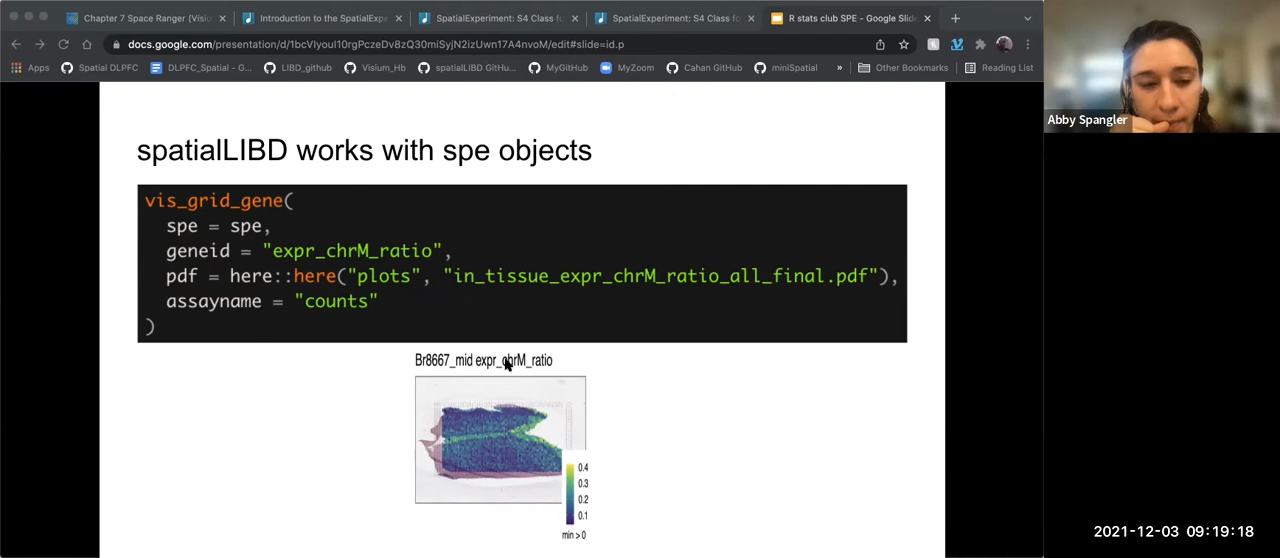 Chapter 7 Space Ranger (Visiu
Introduction to the SpatialExpe
SpatialExperiment: S4 Class fo
SpatialExperiment: S4 Class fo
R stats club SPE - Google Slide
docs.google.com/presentation/d/1bcVlyouI10rgPczeDv8zQ30miSyjN2izUwn17A4nvoM/edit#slide=id.p
Apps
Spatial DLPFC
DLPFC_Spatial - G...
LIBD_github
Visium_Hb
spatialLIBD GitHu...
MyGitHub
MyZoom
Cahan GitHub
miniSpatial
»
Other Bookmarks
Reading List
Abby Spangler
spatialLIBD works with spe objects
vis_grid_gene(
spe = spe,
geneid = "expr_chrM_ratio",
pdf = here::here("plots", "in_tissue_expr_chrM_ratio_all_final.pdf"),
assayname = "counts"
)
Br8667_mid expr_chrM_ratio
0.4
0.3
0.2
0.1
min > 0
2021-12-03 09:19:18